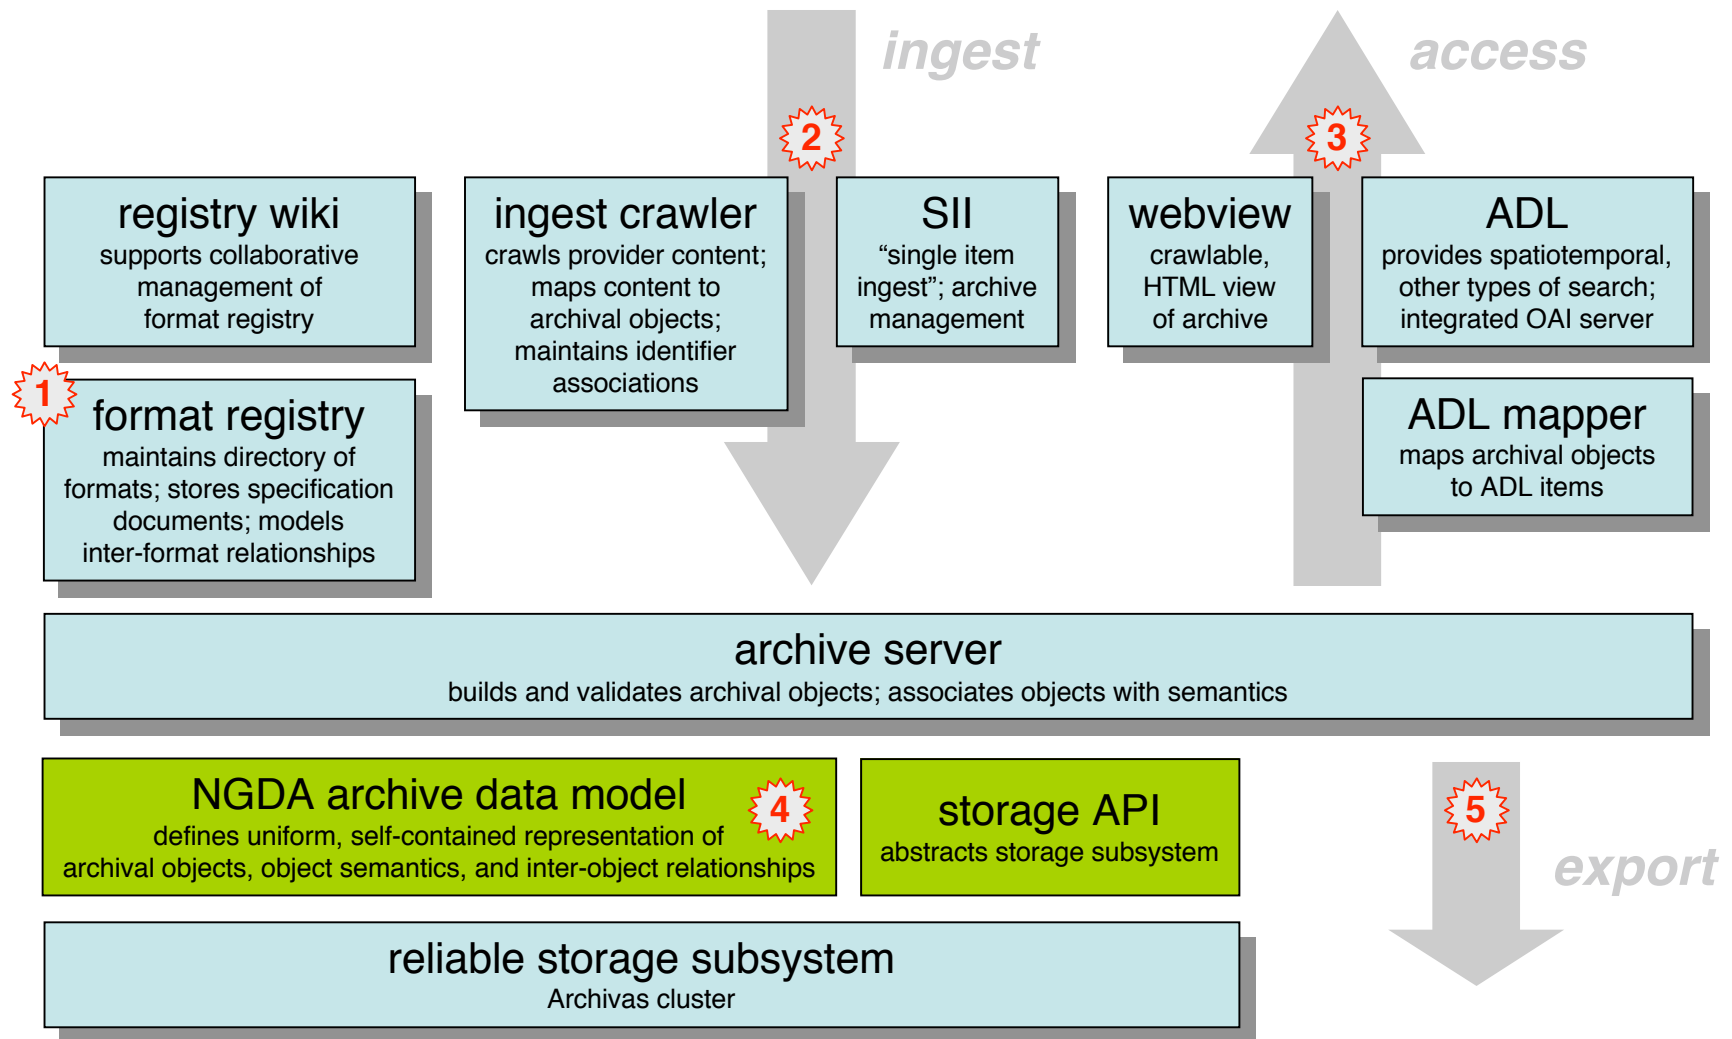 ingest
access
2
3
registry wiki
supports collaborative
management of
format registry
ingest crawler
crawls provider content;
maps content to
archival objects;
maintains identifier
associations
SII
“single item
ingest”; archive
management
webview
crawlable,
HTML view
of archive
ADL
provides spatiotemporal,
other types of search;
integrated OAI server
1
format registry
maintains directory of
formats; stores specification
documents; models
inter-format relationships
ADL mapper
maps archival objects
to ADL items
archive server
builds and validates archival objects; associates objects with semantics
NGDA archive data model
4
defines uniform, self-contained representation of
archival objects, object semantics, and inter-object relationships
storage API
abstracts storage subsystem
5
export
reliable storage subsystem
Archivas cluster